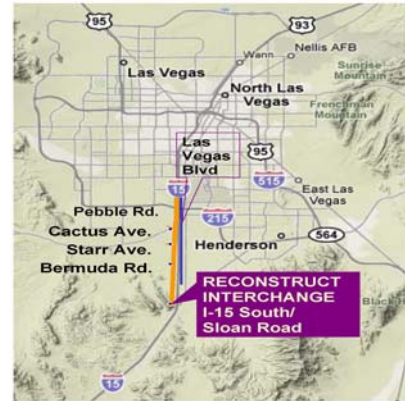 95
93
Nellis AFB
Wann
Las Vegas
Sunrise
Mountain
North Las
Vegas
Frenchman
Mountain
Las
Vegas
Blvd
95
15
515
East Las
Vegas
Pebble Rd.
215
Cactus Ave.
Starr Ave.
Henderson
564
Bermuda Rd.
RECONSTRUCT
INTERCHANGE
I-15 South/
Sloan Road
Black
15